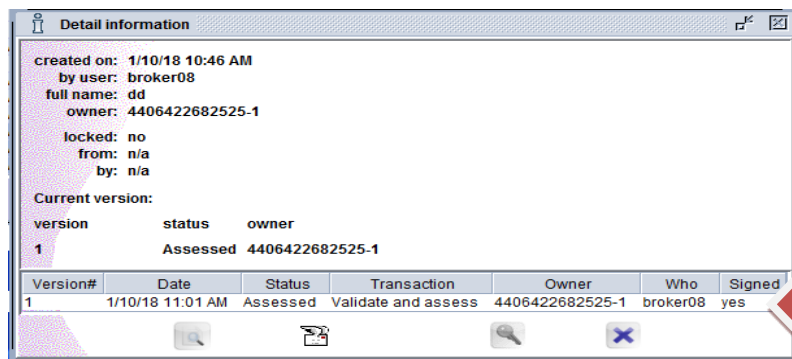 Detail information
created on: 1/10/18 10:46 AM
by user: broker08
full name: dd
owner: 4406422682525-1
locked: no
from: n/a
by: n/a
Current version:
version status owner
1 Assessed 4406422682525-1
Version# Date Status Transaction Owner Who Signed
1 1/10/18 11:01 AM Assessed Validate and assess 4406422682525-1 broker08 yes